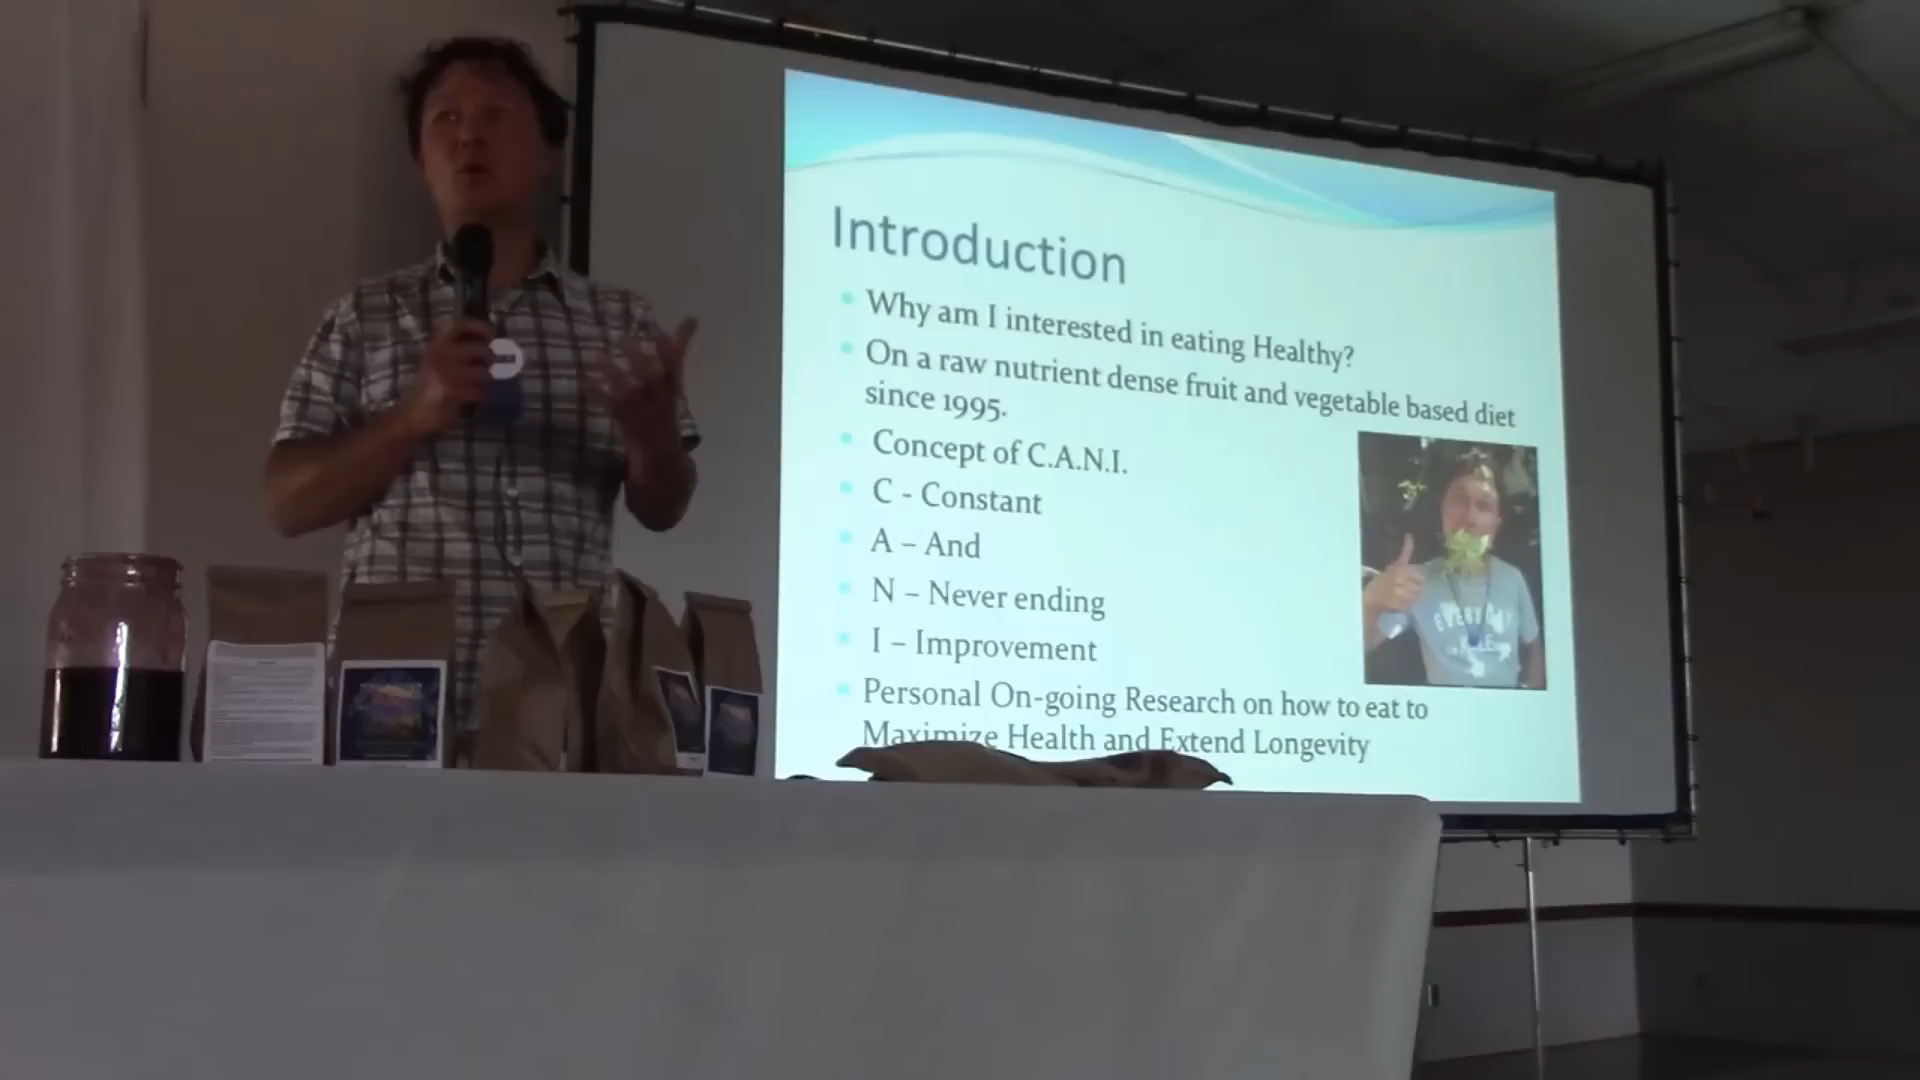 Introduction
Why am I interested in eating Healthy?
On a raw nutrient dense fruit and vegetable based diet
since 1995.
Concept of C.A.N.I.
C - Constant
A – And
N – Never ending
I – Improvement
Personal On-going Research on how to eat to
Maximize Health and Extend Longevity